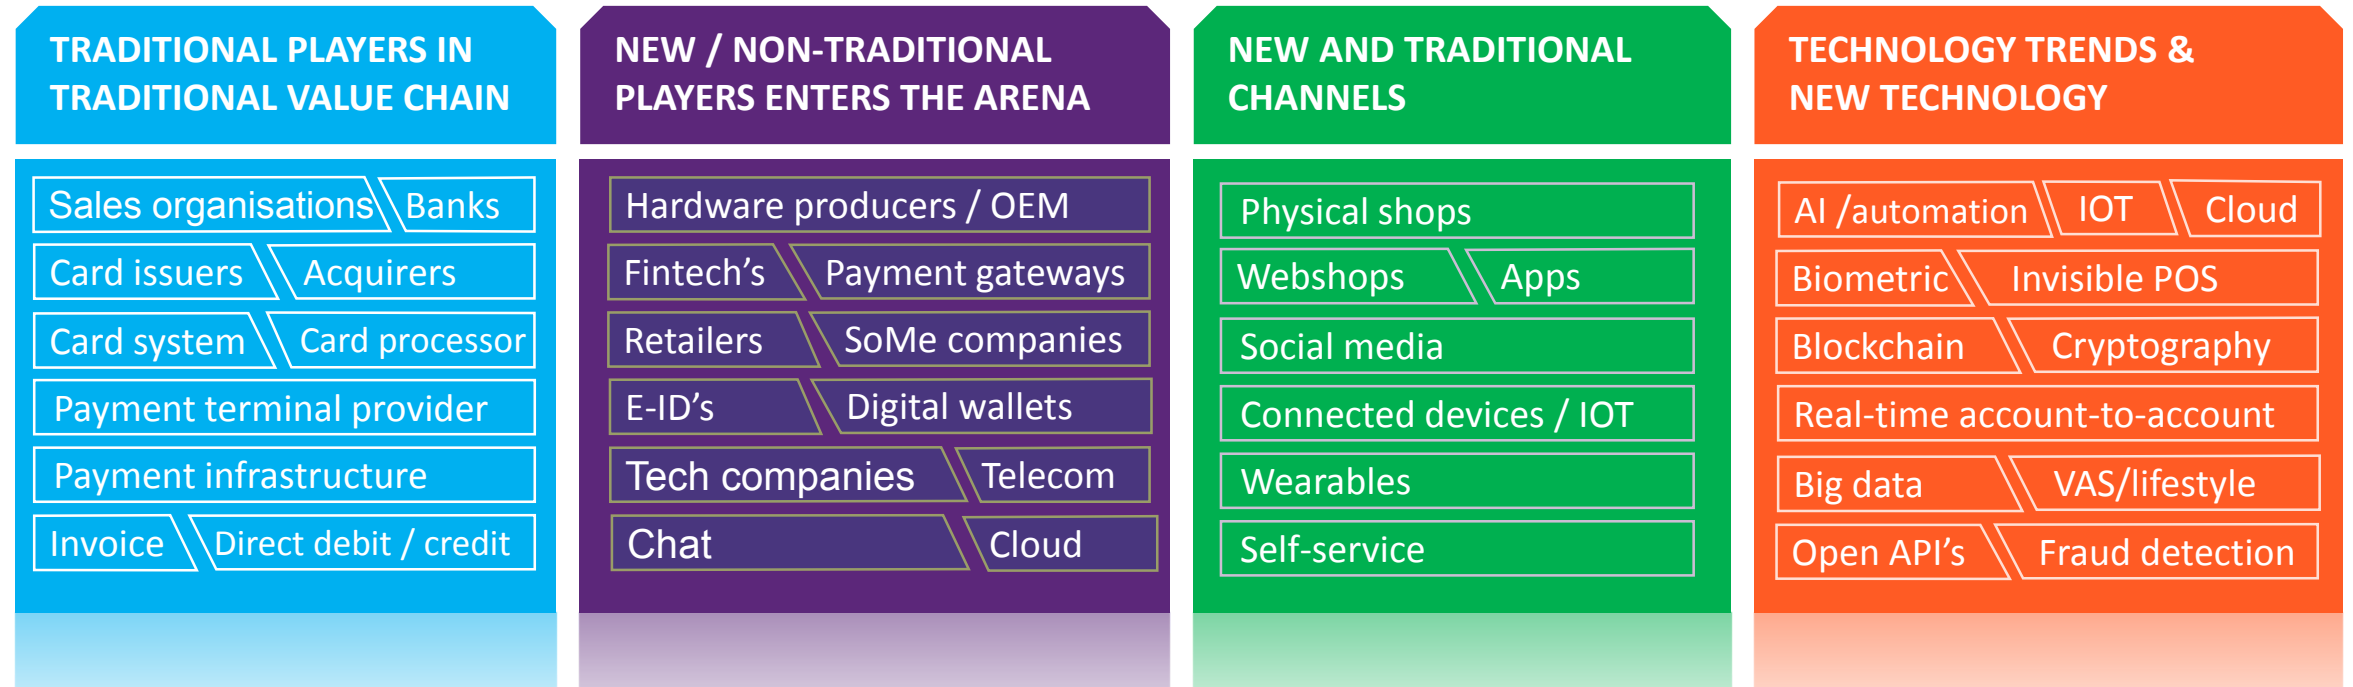 TRADITIONAL PLAYERS IN
TRADITIONAL VALUE CHAIN
Sales organisations Banks
Card issuers Acquirers
Card system Card processor
Payment terminal provider
Payment infrastructure
Invoice Direct debit / credit
NEW / NON-TRADITIONAL
PLAYERS ENTERS THE ARENA
Hardware producers / OEM
Fintech’s Payment gateways
Retailers SoMe companies
E-ID’s Digital wallets
Tech companies Telecom
Chat Cloud
NEW AND TRADITIONAL
CHANNELS
Physical shops
Webshops Apps
Social media
Connected devices / IOT
Wearables
Self-service
TECHNOLOGY TRENDS &
NEW TECHNOLOGY
AI /automation IOT Cloud
Biometric Invisible POS
Blockchain Cryptography
Real-time account-to-account
Big data VAS/lifestyle
Open API’s Fraud detection